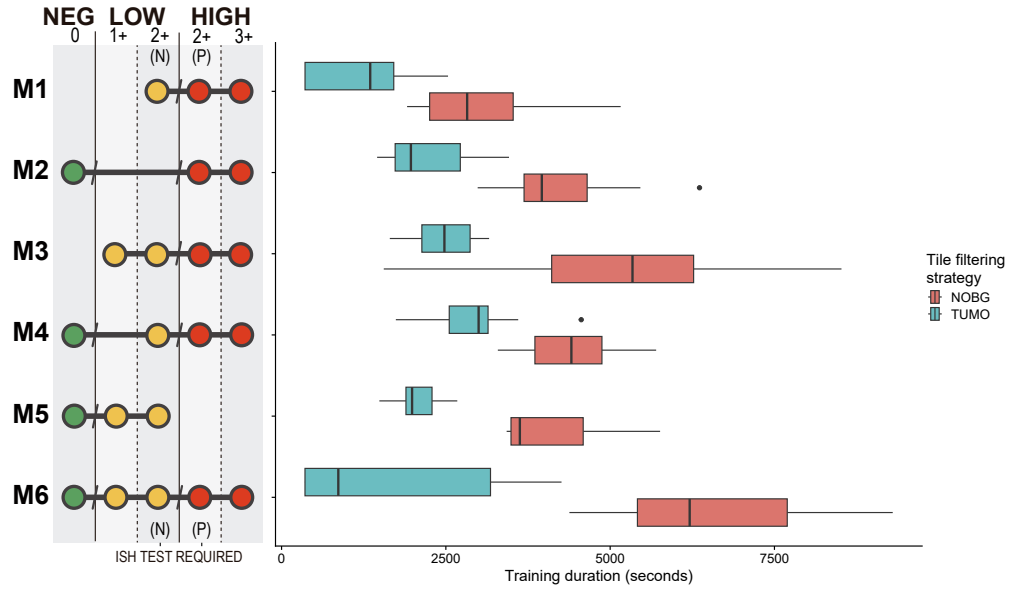 NEG LOW HIGH
0 1+ 2+ 2+ 3+
(N) (P)
M1
M2
M3
M4
M5
M6
(N) (P)
ISH TEST REQUIRED
0 2500 5000 7500
Training duration (seconds)
Tile filtering
strategy
NOBG
TUMO